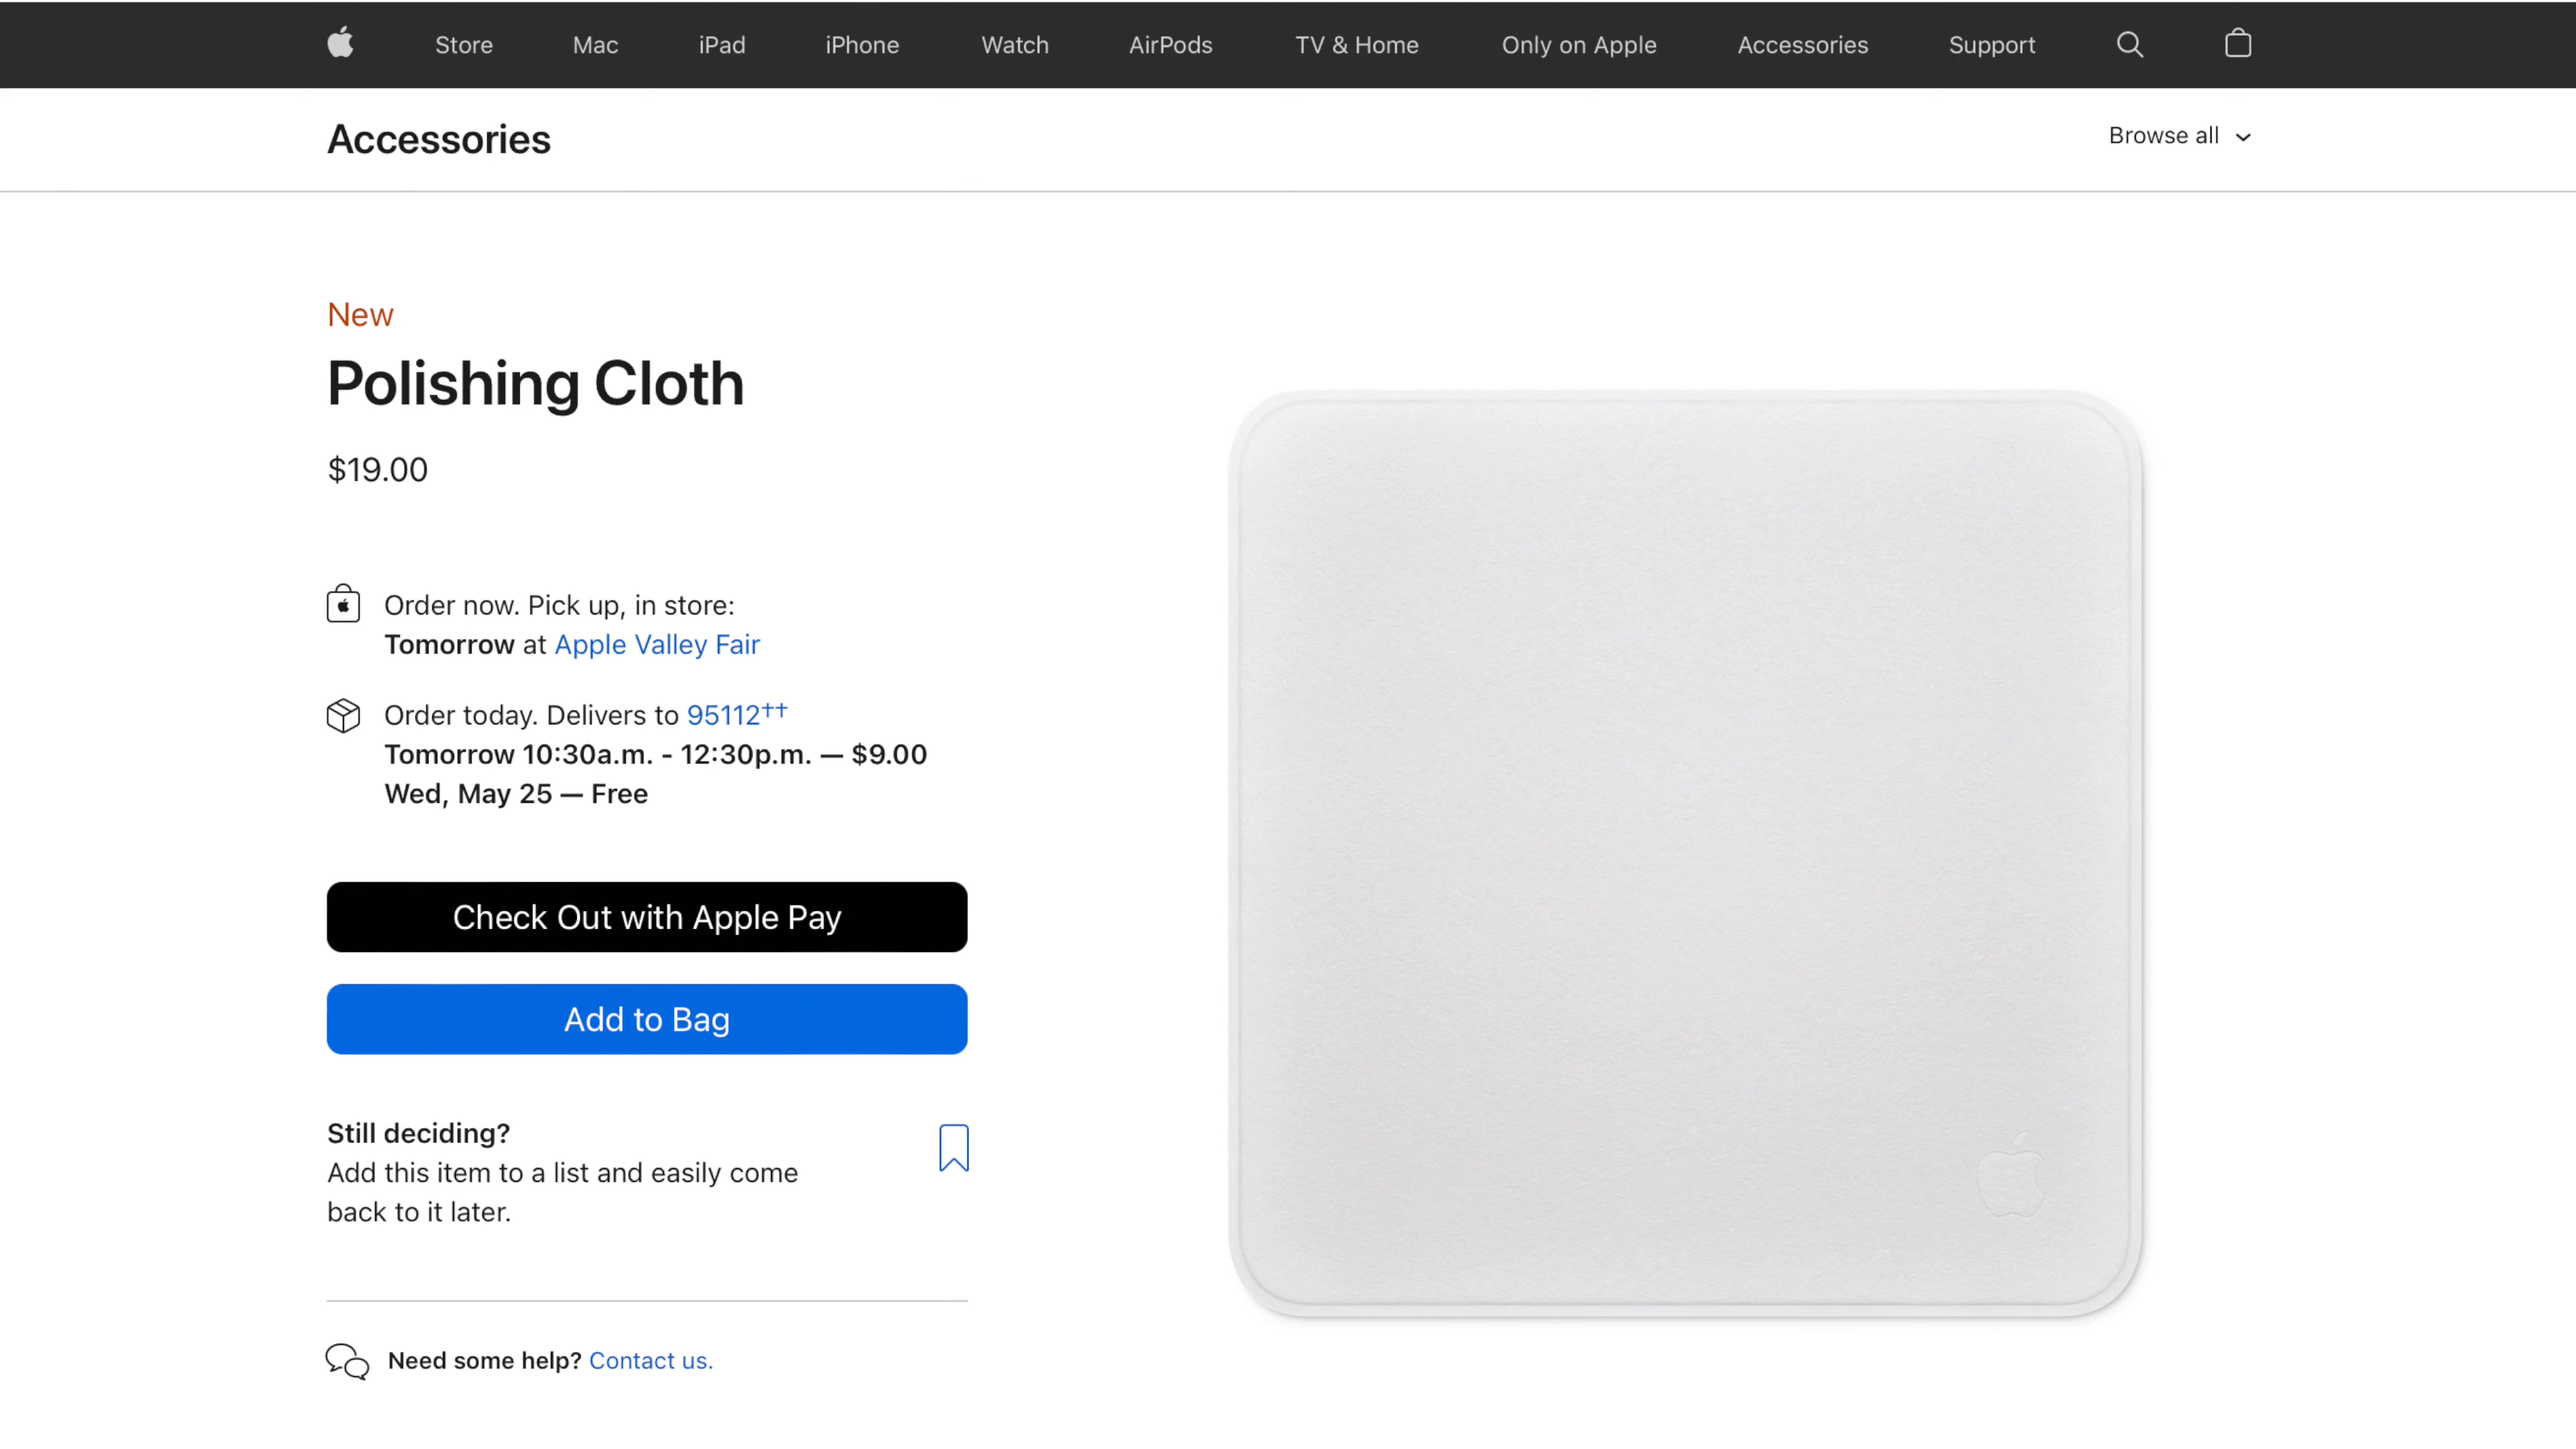 Store Mac iPad iPhone Watch AirPods TV & Home Only on Apple Accessories Support
Accessories
Browse all
New
Polishing Cloth
$19.00
Order now. Pick up, in store:
Tomorrow at Apple Valley Fair
Order today. Delivers to 95112††
Tomorrow 10:30a.m. - 12:30p.m. — $9.00
Wed, May 25 — Free
Check Out with Apple Pay
Add to Bag
Still deciding?
Add this item to a list and easily come
back to it later.
Need some help? Contact us.